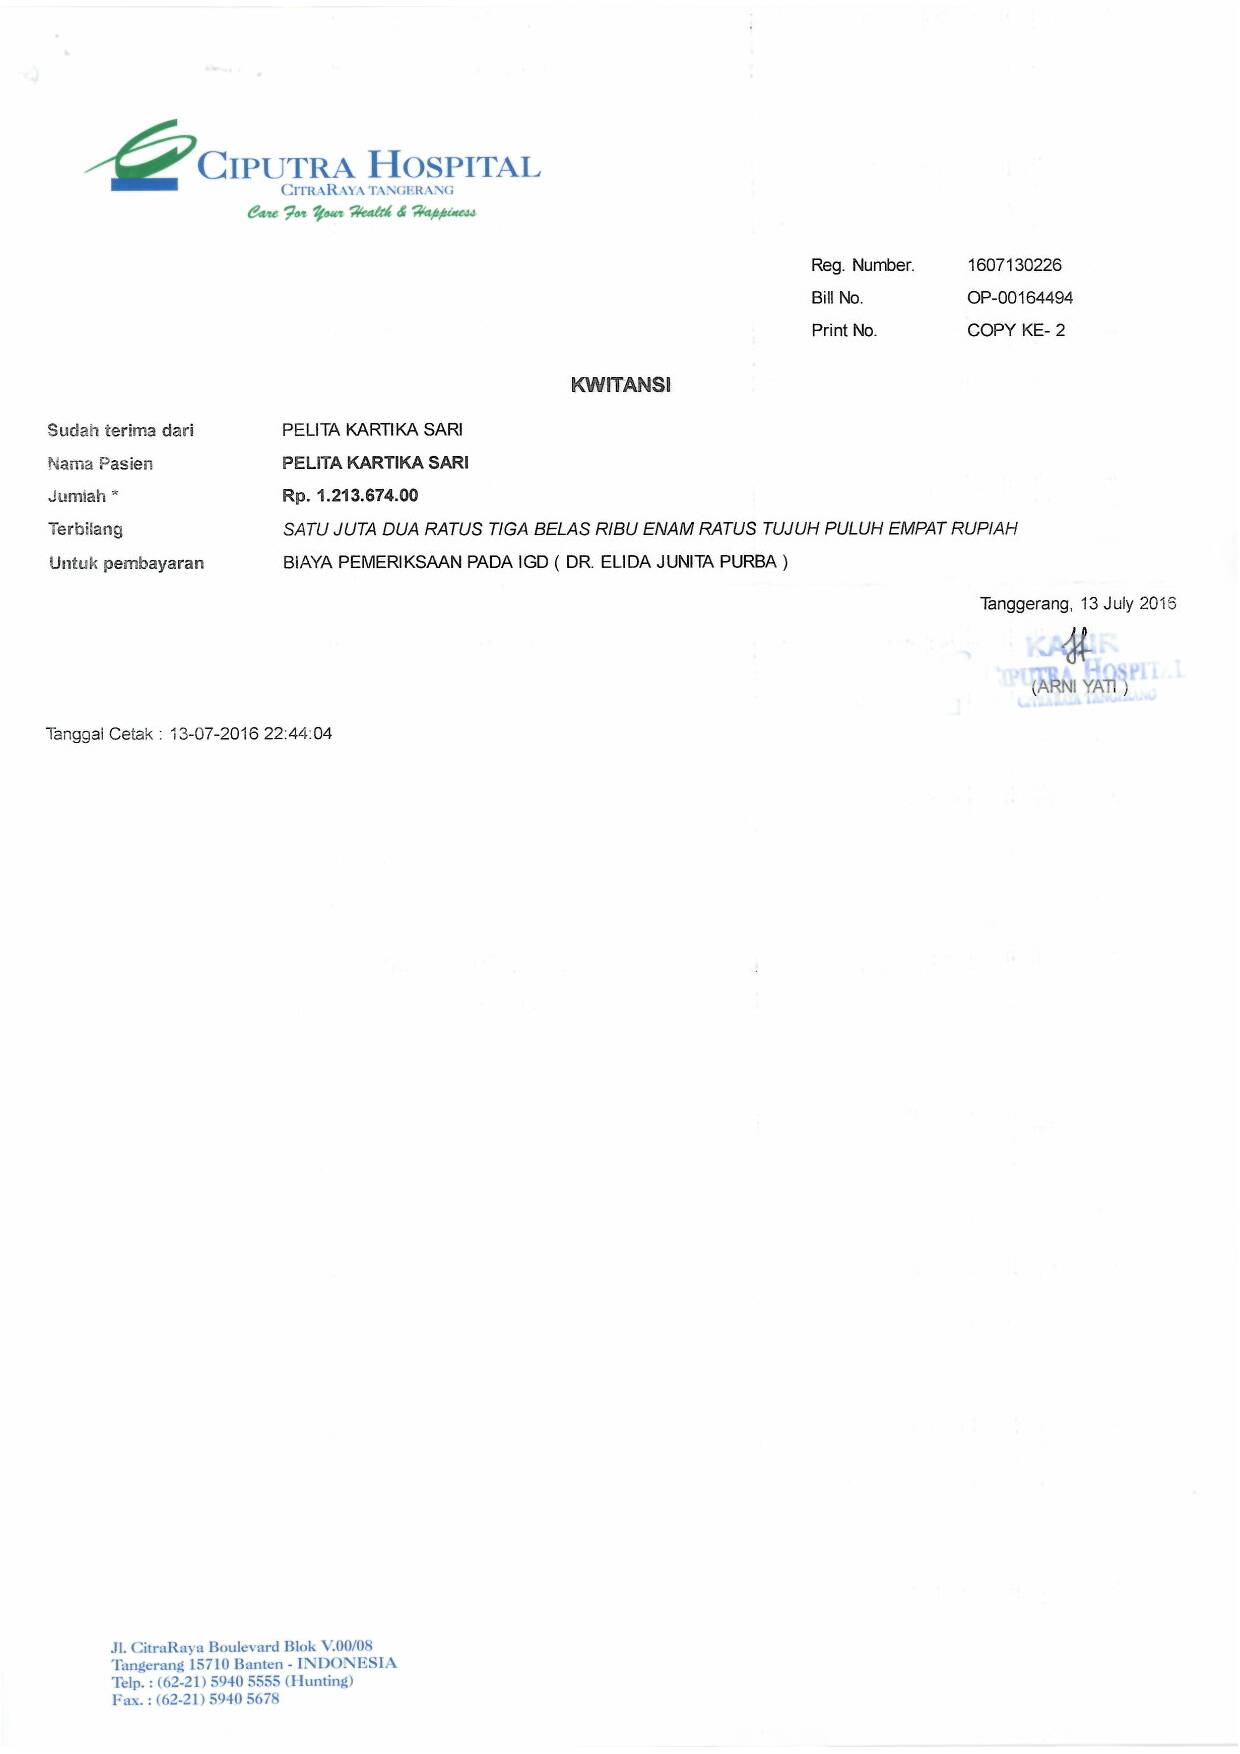 CIPUTRA HOSPITAL
CITRARAYA TANGERANG
Care For Your Health & Happiness
Reg. Number. 1607130226
Bill No. OP-00164494
Print No. COPY KE- 2
KWITANSI
Sudah terima dari PELITA KARTIKA SARI
Nama Pasien PELITA KARTIKA SARI
Jumlah * Rp. 1.213.674.00
Terbilang SATU JUTA DUA RATUS TIGA BELAS RIBU ENAM RATUS TUJUH PULUH EMPAT RUPIAH
Untuk pembayaran BIAYA PEMERIKSAAN PADA IGD ( DR. ELIDA JUNITA PURBA )
Tanggerang, 13 July 2016
KASIR
CIPUTRA HOSPITAL
(ARNI YATI )
CITRARAYA TANGERANG
Tanggal Cetak : 13-07-2016 22:44:04
Jl. CitraRaya Boulevard Blok V.00/08
Tangerang 15710 Banten - INDONESIA
Telp. : (62-21) 5940 5555 (Hunting)
Fax. : (62-21) 5940 5678